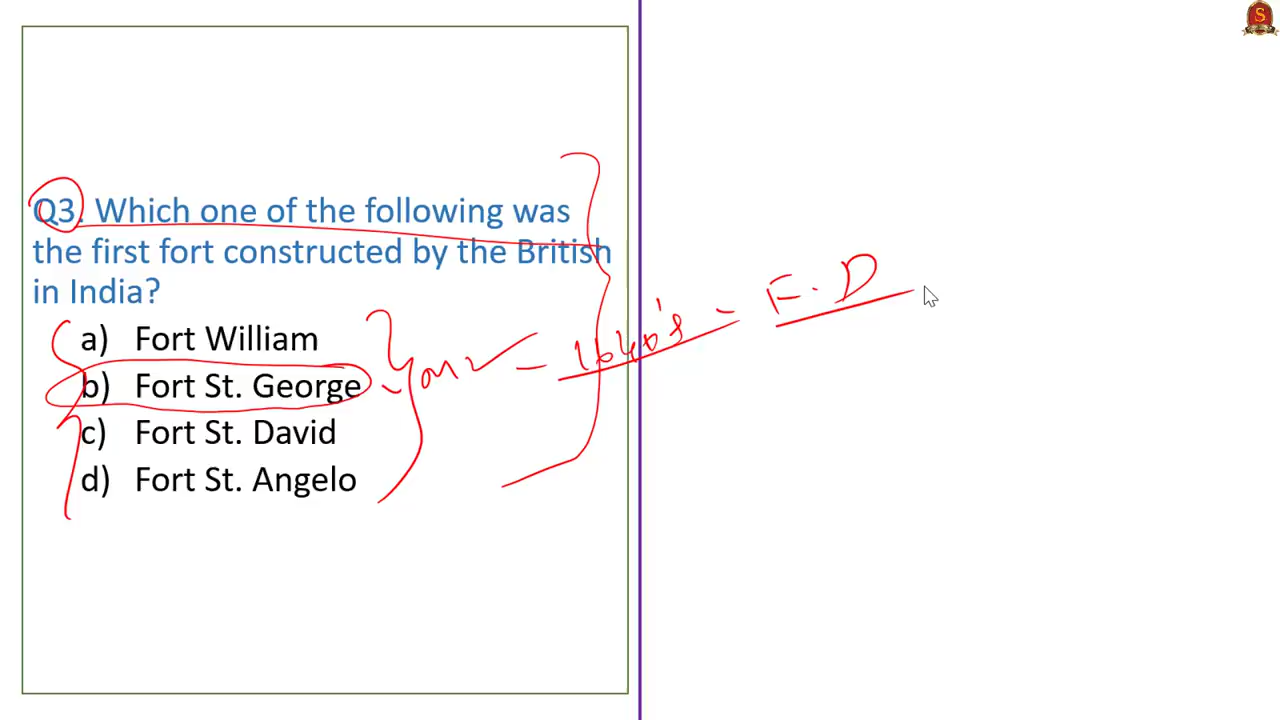 Q3. Which one of the following was
the first fort constructed by the British
in India?
a) Fort William
b) Fort St. George
c) Fort St. David
d) Fort St. Angelo
1640's - F.D
S